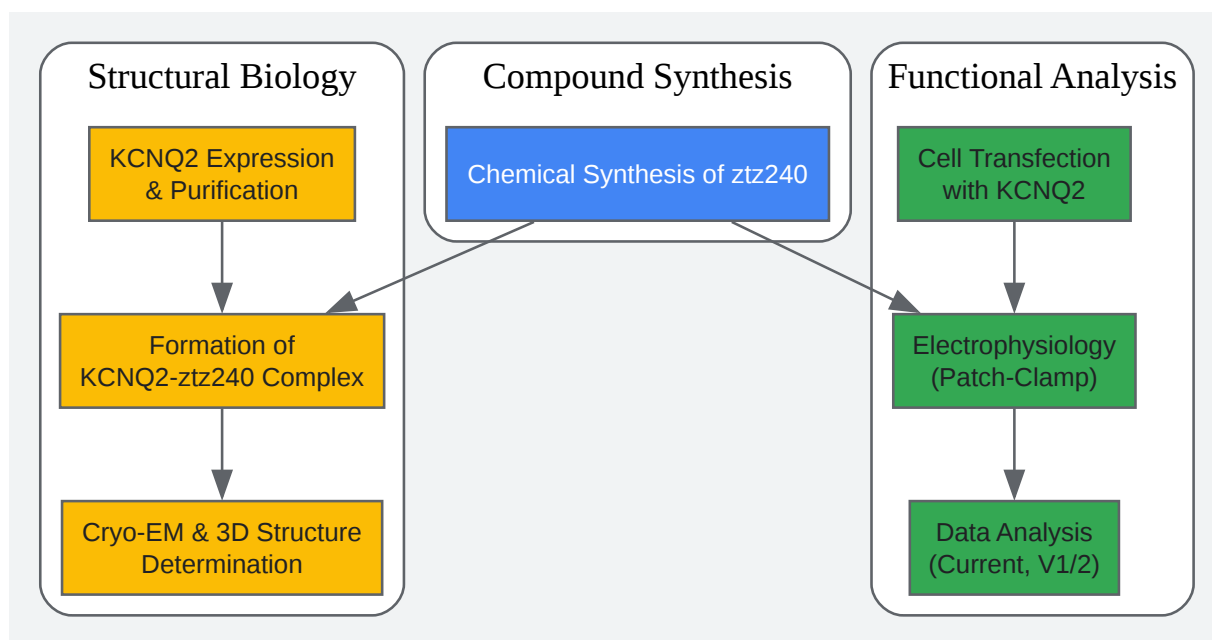 Structural Biology
KCNQ2 Expression
& Purification
Formation of
KCNQ2-ztz240 Complex
Cryo-EM & 3D Structure
Determination
Compound Synthesis
Chemical Synthesis of ztz240
Functional Analysis
Cell Transfection
with KCNQ2
Electrophysiology
(Patch-Clamp)
Data Analysis
(Current, V1/2)